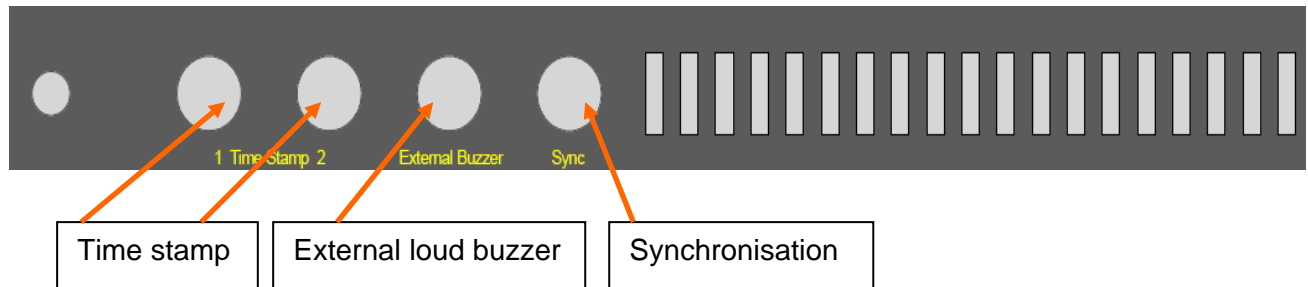 1 Time Stamp 2 External Buzzer Sync
Time stamp External loud buzzer Synchronisation